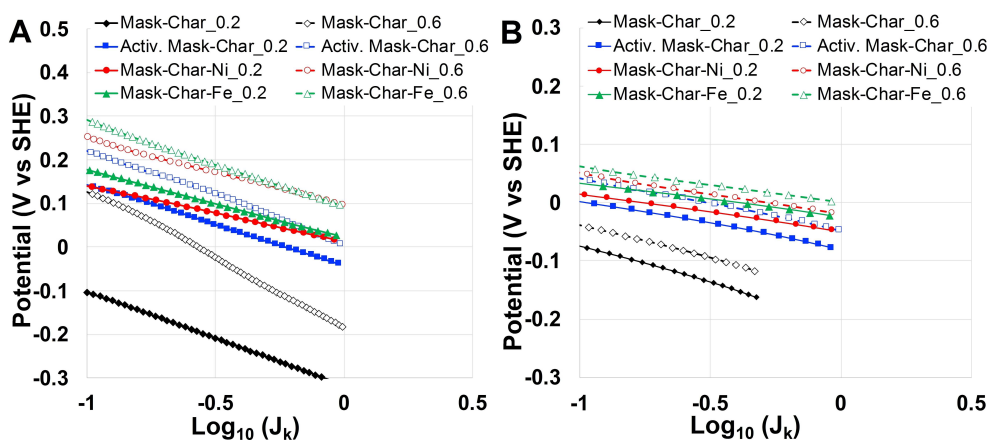 A
Mask-Char_0.2
Mask-Char_0.6
Activ. Mask-Char_0.2
Activ. Mask-Char_0.6
Mask-Char-Ni_0.2
Mask-Char-Ni_0.6
Mask-Char-Fe_0.2
Mask-Char-Fe_0.6
Potential (V vs SHE)
0.5
0.4
0.3
0.2
0.1
0
-0.1
-0.2
-0.3
-1
-0.5
0
0.5
Log₁₀ (Jₖ)
B
Mask-Char_0.2
Mask-Char_0.6
Activ. Mask-Char_0.2
Activ. Mask-Char_0.6
Mask-Char-Ni_0.2
Mask-Char-Ni_0.6
Mask-Char-Fe_0.2
Mask-Char-Fe_0.6
Potential (V vs SHE)
0.3
0.2
0.1
0
-0.1
-0.2
-0.3
-1
-0.5
0
0.5
Log₁₀ (Jₖ)